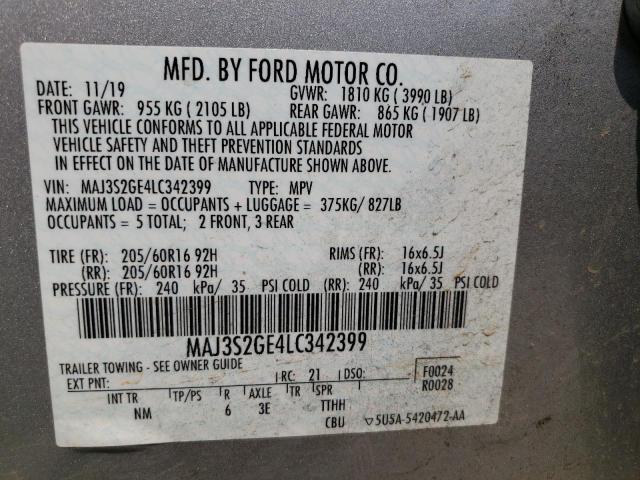 MFD. BY FORD MOTOR CO.
DATE: 11/19 GVWR: 1810 KG ( 3990 LB)
FRONT GAWR: 955 KG ( 2105 LB) REAR GAWR: 865 KG ( 1907 LB)
THIS VEHICLE CONFORMS TO ALL APPLICABLE FEDERAL MOTOR
VEHICLE SAFETY AND THEFT PREVENTION STANDARDS
IN EFFECT ON THE DATE OF MANUFACTURE SHOWN ABOVE.
VIN: MAJ3S2GE4LC342399 TYPE: MPV
MAXIMUM LOAD = OCCUPANTS + LUGGAGE = 375KG/ 827LB
OCCUPANTS = 5 TOTAL; 2 FRONT, 3 REAR
TIRE (FR): 205/60R16 92H RIMS (FR): 16x6.5J
(RR): 205/60R16 92H (RR): 16x6.5J
PRESSURE (FR): 240 kPa/ 35 PSI COLD (RR): 240 kPa/ 35 PSI COLD
MAJ3S2GE4LC342399
TRAILER TOWING - SEE OWNER GUIDE
EXT PNT: RC: 21 DSO: F0024
R0028
INT TR TP/PS R AXLE TR SPR
NM 6 3E TTHH
CBU ▽5U5A-5420472-AA